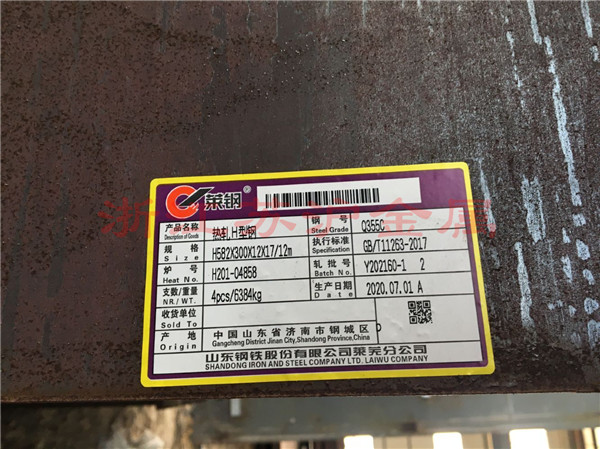 莱钢®
产品名称 Description of Goods 热轧H型钢 钢号 Steel Grade Q355C
规格 Size H582X300X12X17/12m 执行标准 Specification GB/T11263-2017
炉号 Heat No. H201-04858 轧批号 Batch No. Y202160-1 2
支数/重量 NR./WT. 4pcs/6384kg 生产日期 Date 2020.07.01 A
收货单位 Sold To
产地 Origin 中国山东省济南市钢城区
Gangcheng District Jinan City, Shandong Province, China
山东钢铁股份有限公司莱芜分公司
SHANDONG IRON AND STEEL COMPANY LTD. LAIWU COMPANY